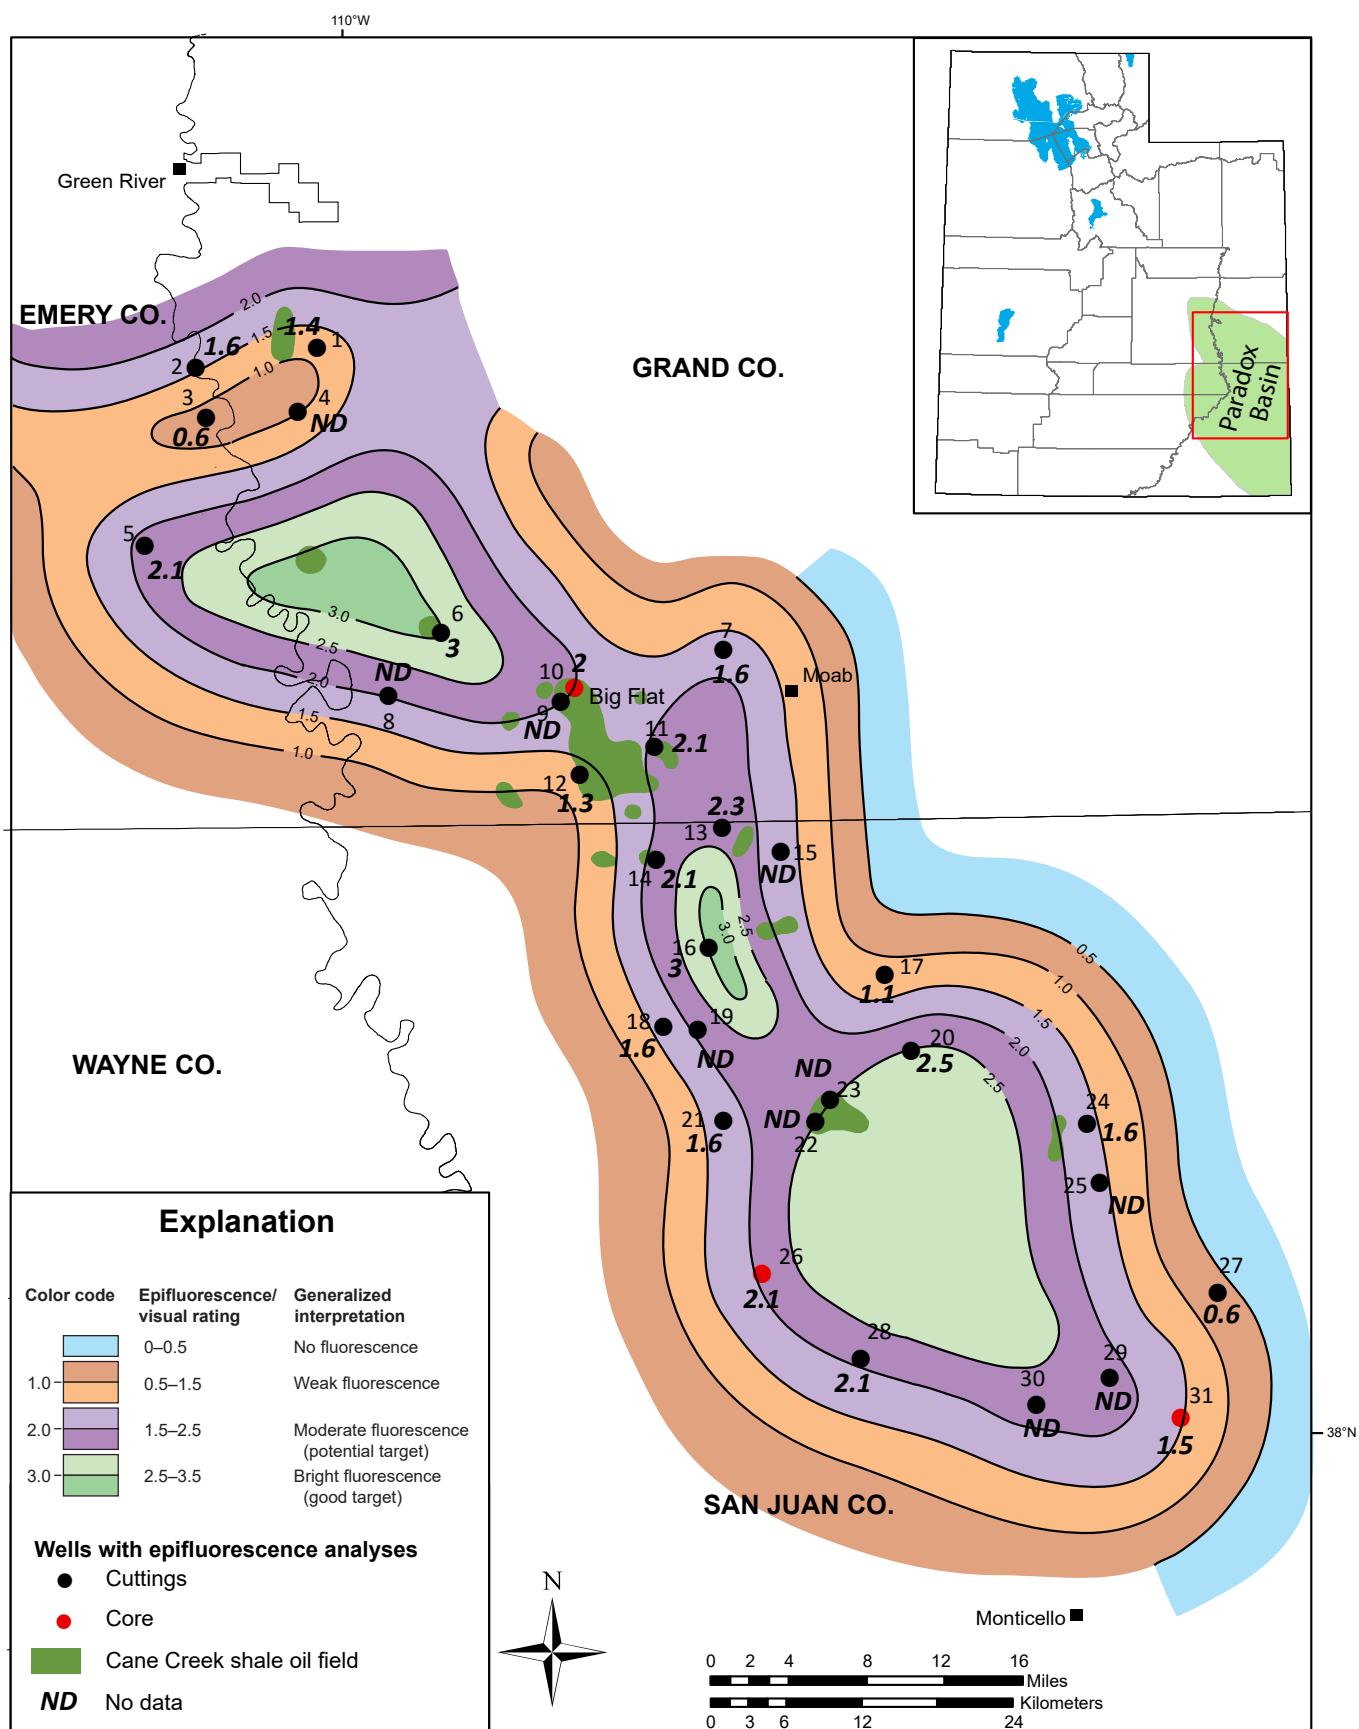 110°W
Green River
EMERY CO.
GRAND CO.
Paradox
Basin
2.0
1.5
1.4
1
1.6
2
1.0
3
4
0.6
ND
5
2.1
6
3
3.0
2.5
ND
2.0
8
1.5
1.0
7
1.6
Moab
10
2
Big Flat
9
ND
11
2.1
12
1.3
2.3
13
15
ND
14
2.1
2.5
3.0
16
3
17
1.1
0.5
1.0
1.5
2.0
2.5
18
1.6
19
ND
WAYNE CO.
20
2.5
ND
23
ND
22
21
1.6
24
1.6
25
ND
26
2.1
27
0.6
28
2.1
29
ND
30
ND
31
1.5
38°N
SAN JUAN CO.
Monticello
Explanation
Color code Epifluorescence/ Generalized
visual rating interpretation
0–0.5 No fluorescence
1.0 0.5–1.5 Weak fluorescence
2.0 1.5–2.5 Moderate fluorescence
(potential target)
3.0 2.5–3.5 Bright fluorescence
(good target)
Wells with epifluorescence analyses
Cuttings
Core
Cane Creek shale oil field
ND No data
N
0 2 4 8 12 16
Miles
Kilometers
0 3 6 12 24